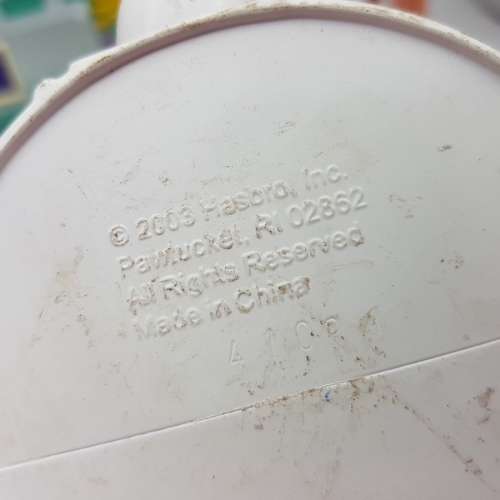 © 2003 Hasbro, Inc.
Pawtucket, RI 02862
All Rights Reserved
Made in China